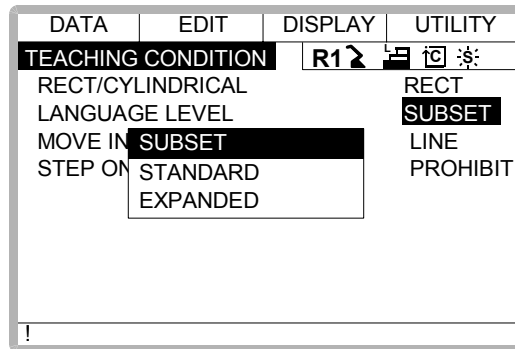 DATA EDIT DISPLAY UTILITY
TEACHING CONDITION R1 C S
RECT/CYLINDRICAL RECT
LANGUAGE LEVEL SUBSET
MOVE IN LINE
STEP ON PROHIBIT
SUBSET
STANDARD
EXPANDED
!